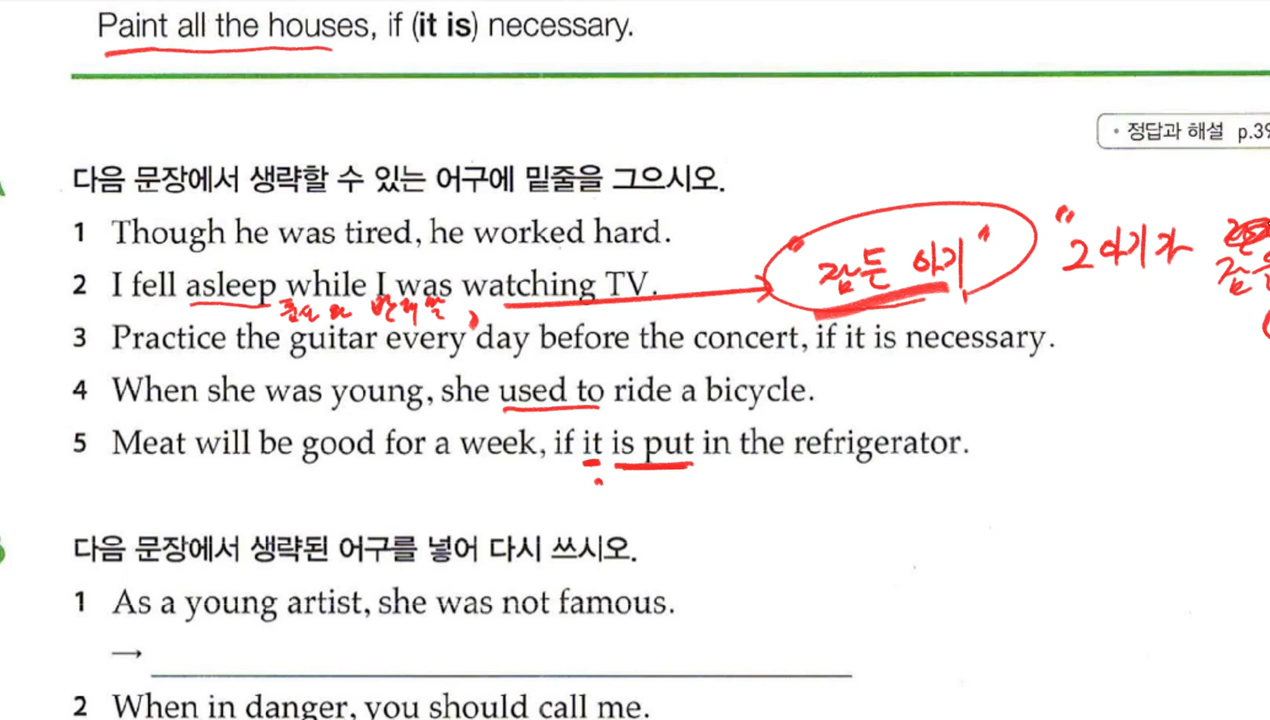 Paint all the houses, if (it is) necessary.
• 정답과 해설 p.39
다음 문장에서 생략할 수 있는 어구에 밑줄을 그으시오.
1 Though he was tired, he worked hard.
2 I fell asleep while I was watching TV.
"잠든 아기" "그 아기가
3 Practice the guitar every day before the concert, if it is necessary.
4 When she was young, she used to ride a bicycle.
5 Meat will be good for a week, if it is put in the refrigerator.
다음 문장에서 생략된 어구를 넣어 다시 쓰시오.
1 As a young artist, she was not famous.
→
2 When in danger, you should call me.